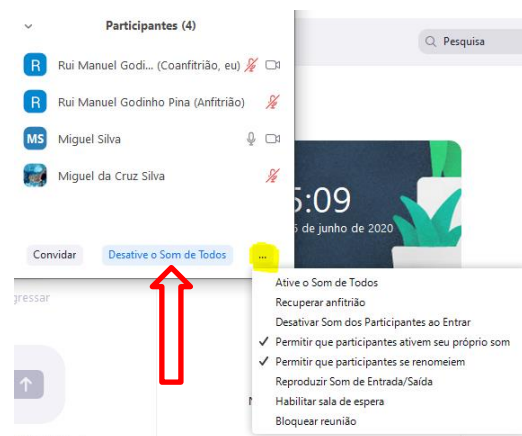 Participantes (4)
Pesquisa
R Rui Manuel Godi... (Coanfitrião, eu)
R Rui Manuel Godinho Pina (Anfitrião)
MS Miguel Silva
Miguel da Cruz Silva
5:09
de junho de 2020
Convidar Desative o Som de Todos ...
gressar
Ative o Som de Todos
Recuperar anfitrião
Desativar Som dos Participantes ao Entrar
✓ Permitir que participantes ativem seu próprio som
✓ Permitir que participantes se renomeiem
Reproduzir Som de Entrada/Saída
Habilitar sala de espera
Bloquear reunião